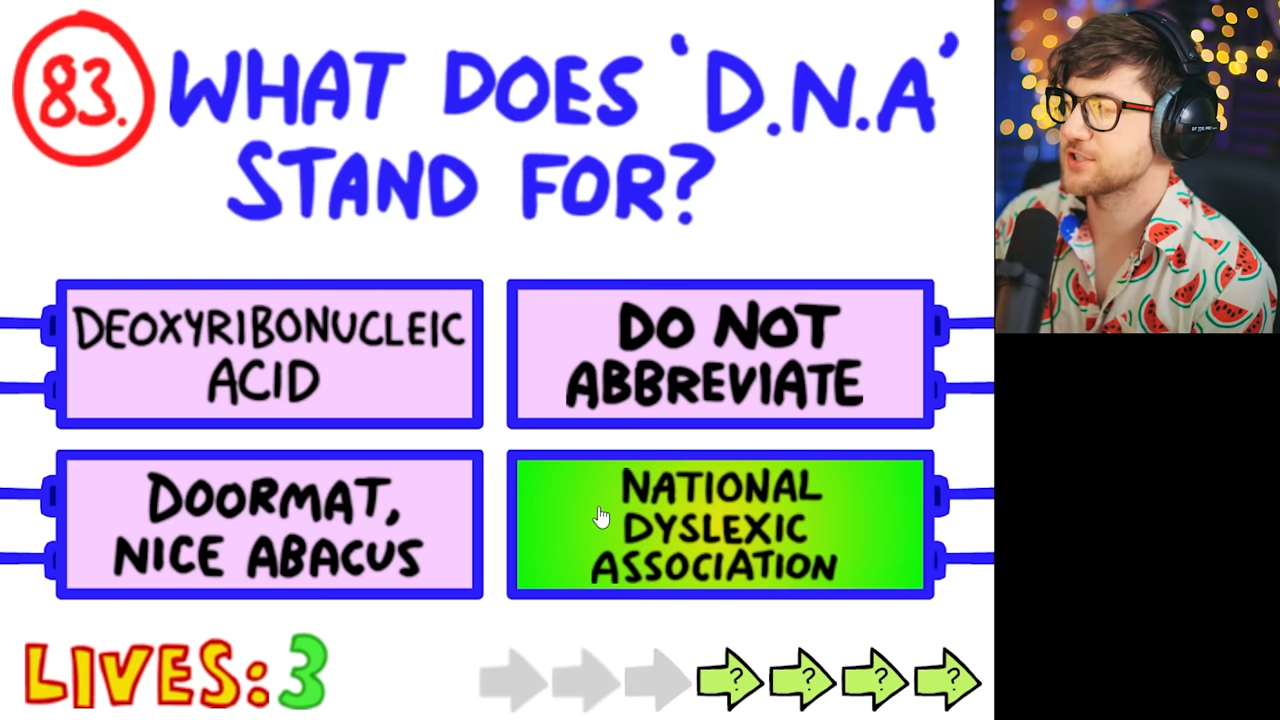 83. WHAT DOES 'D.N.A'
STAND FOR?
DEOXYRIBONUCLEIC
ACID
DO NOT
ABBREVIATE
DOORMAT,
NICE ABACUS
NATIONAL
DYSLEXIC
ASSOCIATION
LIVES: 3
? ? ? ?